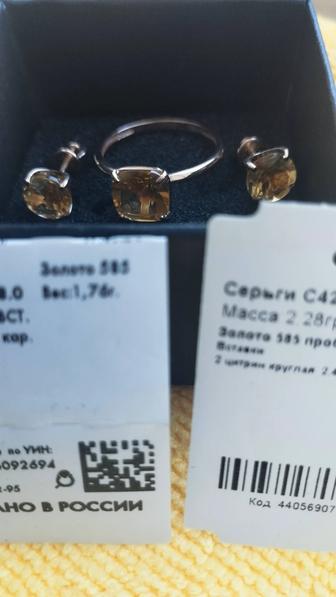 Золото 585
8.0 Вес:1,76г.
ВСТ.
кар.
по УИН:
6092694
-95
АНО В РОССИИ
Серьги С42
Масса 2.28гр
Золото 585 проб
Вставки
2 цитрин круглая 2.4
Код 44056907